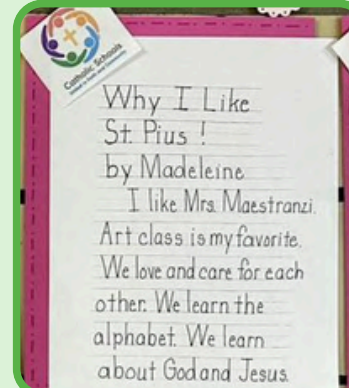 Catholic Schools
Why I Like
St. Pius !
by Madeleine
I like Mrs. Maestranzi.
Art class is my favorite.
We love and care for each
other. We learn the
alphabet. We learn
about God and Jesus.